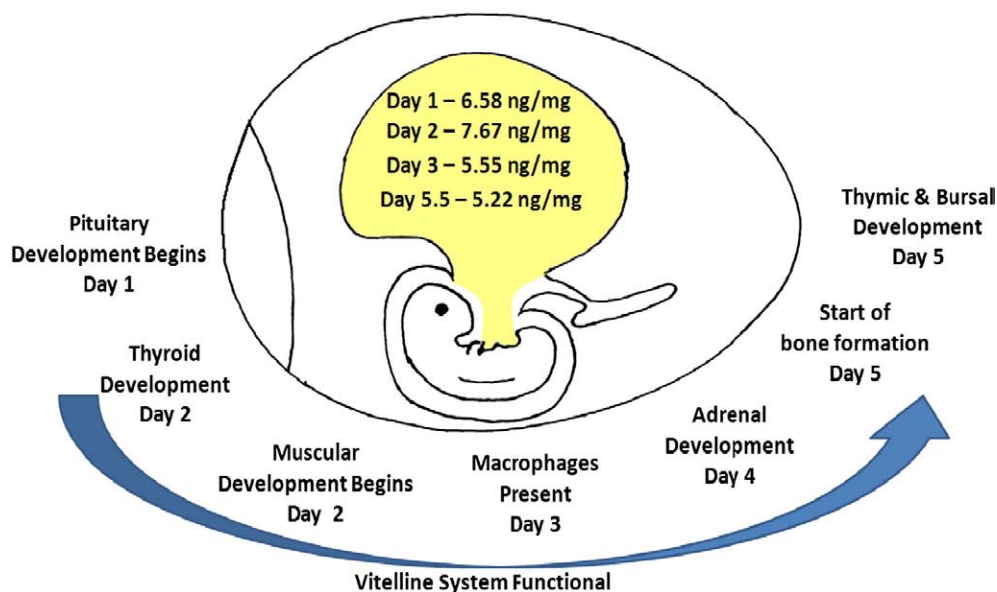 Day 1 – 6.58 ng/mg
Day 2 – 7.67 ng/mg
Day 3 – 5.55 ng/mg
Day 5.5 – 5.22 ng/mg
Pituitary
Development Begins
Day 1
Thyroid
Development
Day 2
Muscular
Development Begins
Day 2
Macrophages
Present
Day 3
Adrenal
Development
Day 4
Start of
bone formation
Day 5
Thymic & Bursal
Development
Day 5
Vitelline System Functional